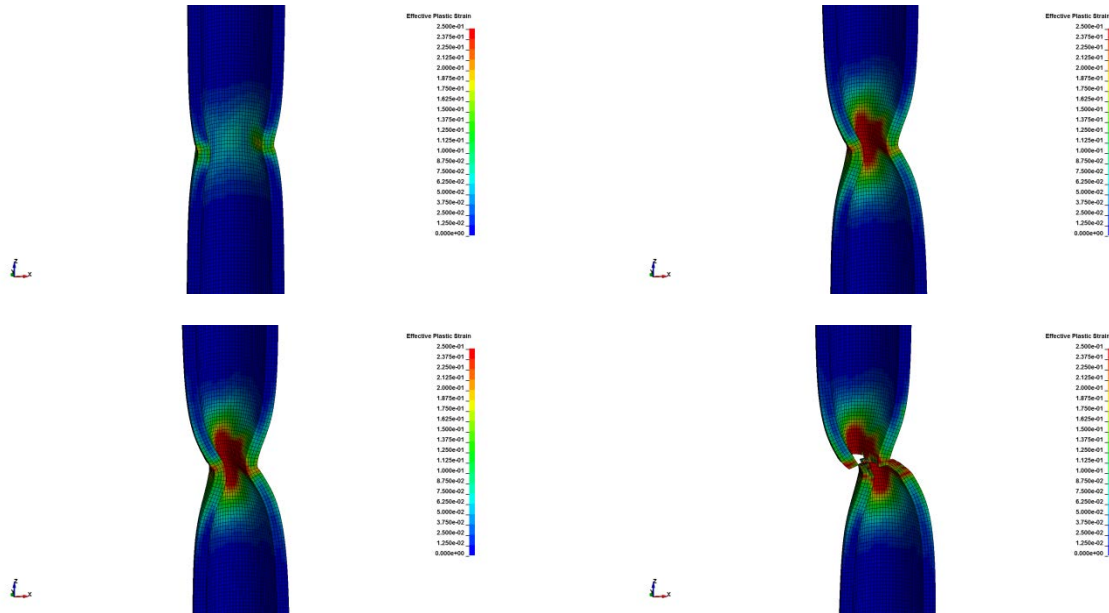 Effective Plastic Strain
2.500e-01
2.375e-01
2.250e-01
2.125e-01
2.000e-01
1.875e-01
1.750e-01
1.625e-01
1.500e-01
1.375e-01
1.250e-01
1.125e-01
1.000e-01
8.750e-02
7.500e-02
6.250e-02
5.000e-02
3.750e-02
2.500e-02
1.250e-02
0.000e+00
Z
X
Effective Plastic Strain
2.500e-01
2.375e-01
2.250e-01
2.125e-01
2.000e-01
1.875e-01
1.750e-01
1.625e-01
1.500e-01
1.375e-01
1.250e-01
1.125e-01
1.000e-01
8.750e-02
7.500e-02
6.250e-02
5.000e-02
3.750e-02
2.500e-02
1.250e-02
0.000e+00
Z
X
Effective Plastic Strain
2.500e-01
2.375e-01
2.250e-01
2.125e-01
2.000e-01
1.875e-01
1.750e-01
1.625e-01
1.500e-01
1.375e-01
1.250e-01
1.125e-01
1.000e-01
8.750e-02
7.500e-02
6.250e-02
5.000e-02
3.750e-02
2.500e-02
1.250e-02
0.000e+00
Z
X
Effective Plastic Strain
2.500e-01
2.375e-01
2.250e-01
2.125e-01
2.000e-01
1.875e-01
1.750e-01
1.625e-01
1.500e-01
1.375e-01
1.250e-01
1.125e-01
1.000e-01
8.750e-02
7.500e-02
6.250e-02
5.000e-02
3.750e-02
2.500e-02
1.250e-02
0.000e+00
Z
X